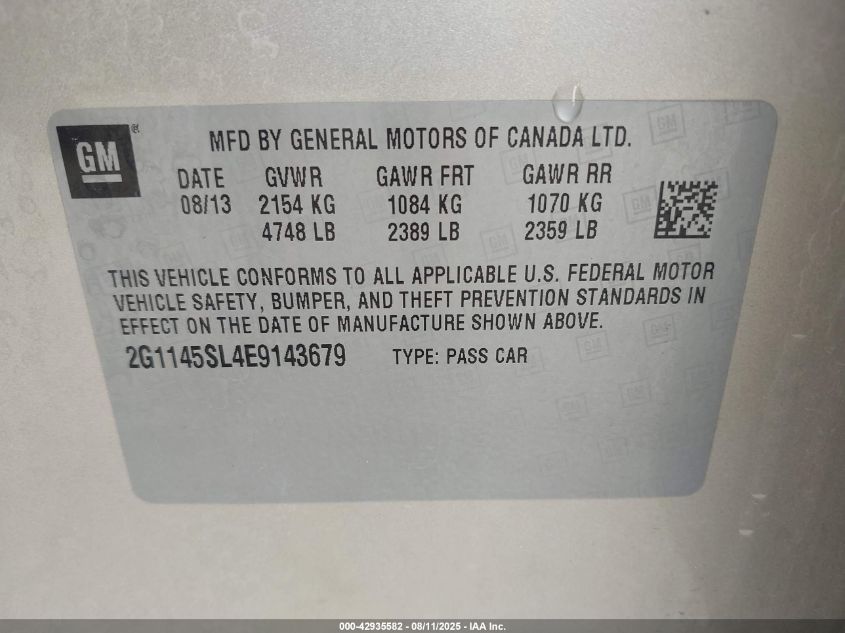 GM®
MFD BY GENERAL MOTORS OF CANADA LTD.
DATE GVWR GAWR FRT GAWR RR
08/13 2154 KG 1084 KG 1070 KG
4748 LB 2389 LB 2359 LB
THIS VEHICLE CONFORMS TO ALL APPLICABLE U.S. FEDERAL MOTOR
VEHICLE SAFETY, BUMPER, AND THEFT PREVENTION STANDARDS IN
EFFECT ON THE DATE OF MANUFACTURE SHOWN ABOVE.
2G1145SL4E9143679 TYPE: PASS CAR
000-42935582 - 08/11/2025 - IAA Inc.